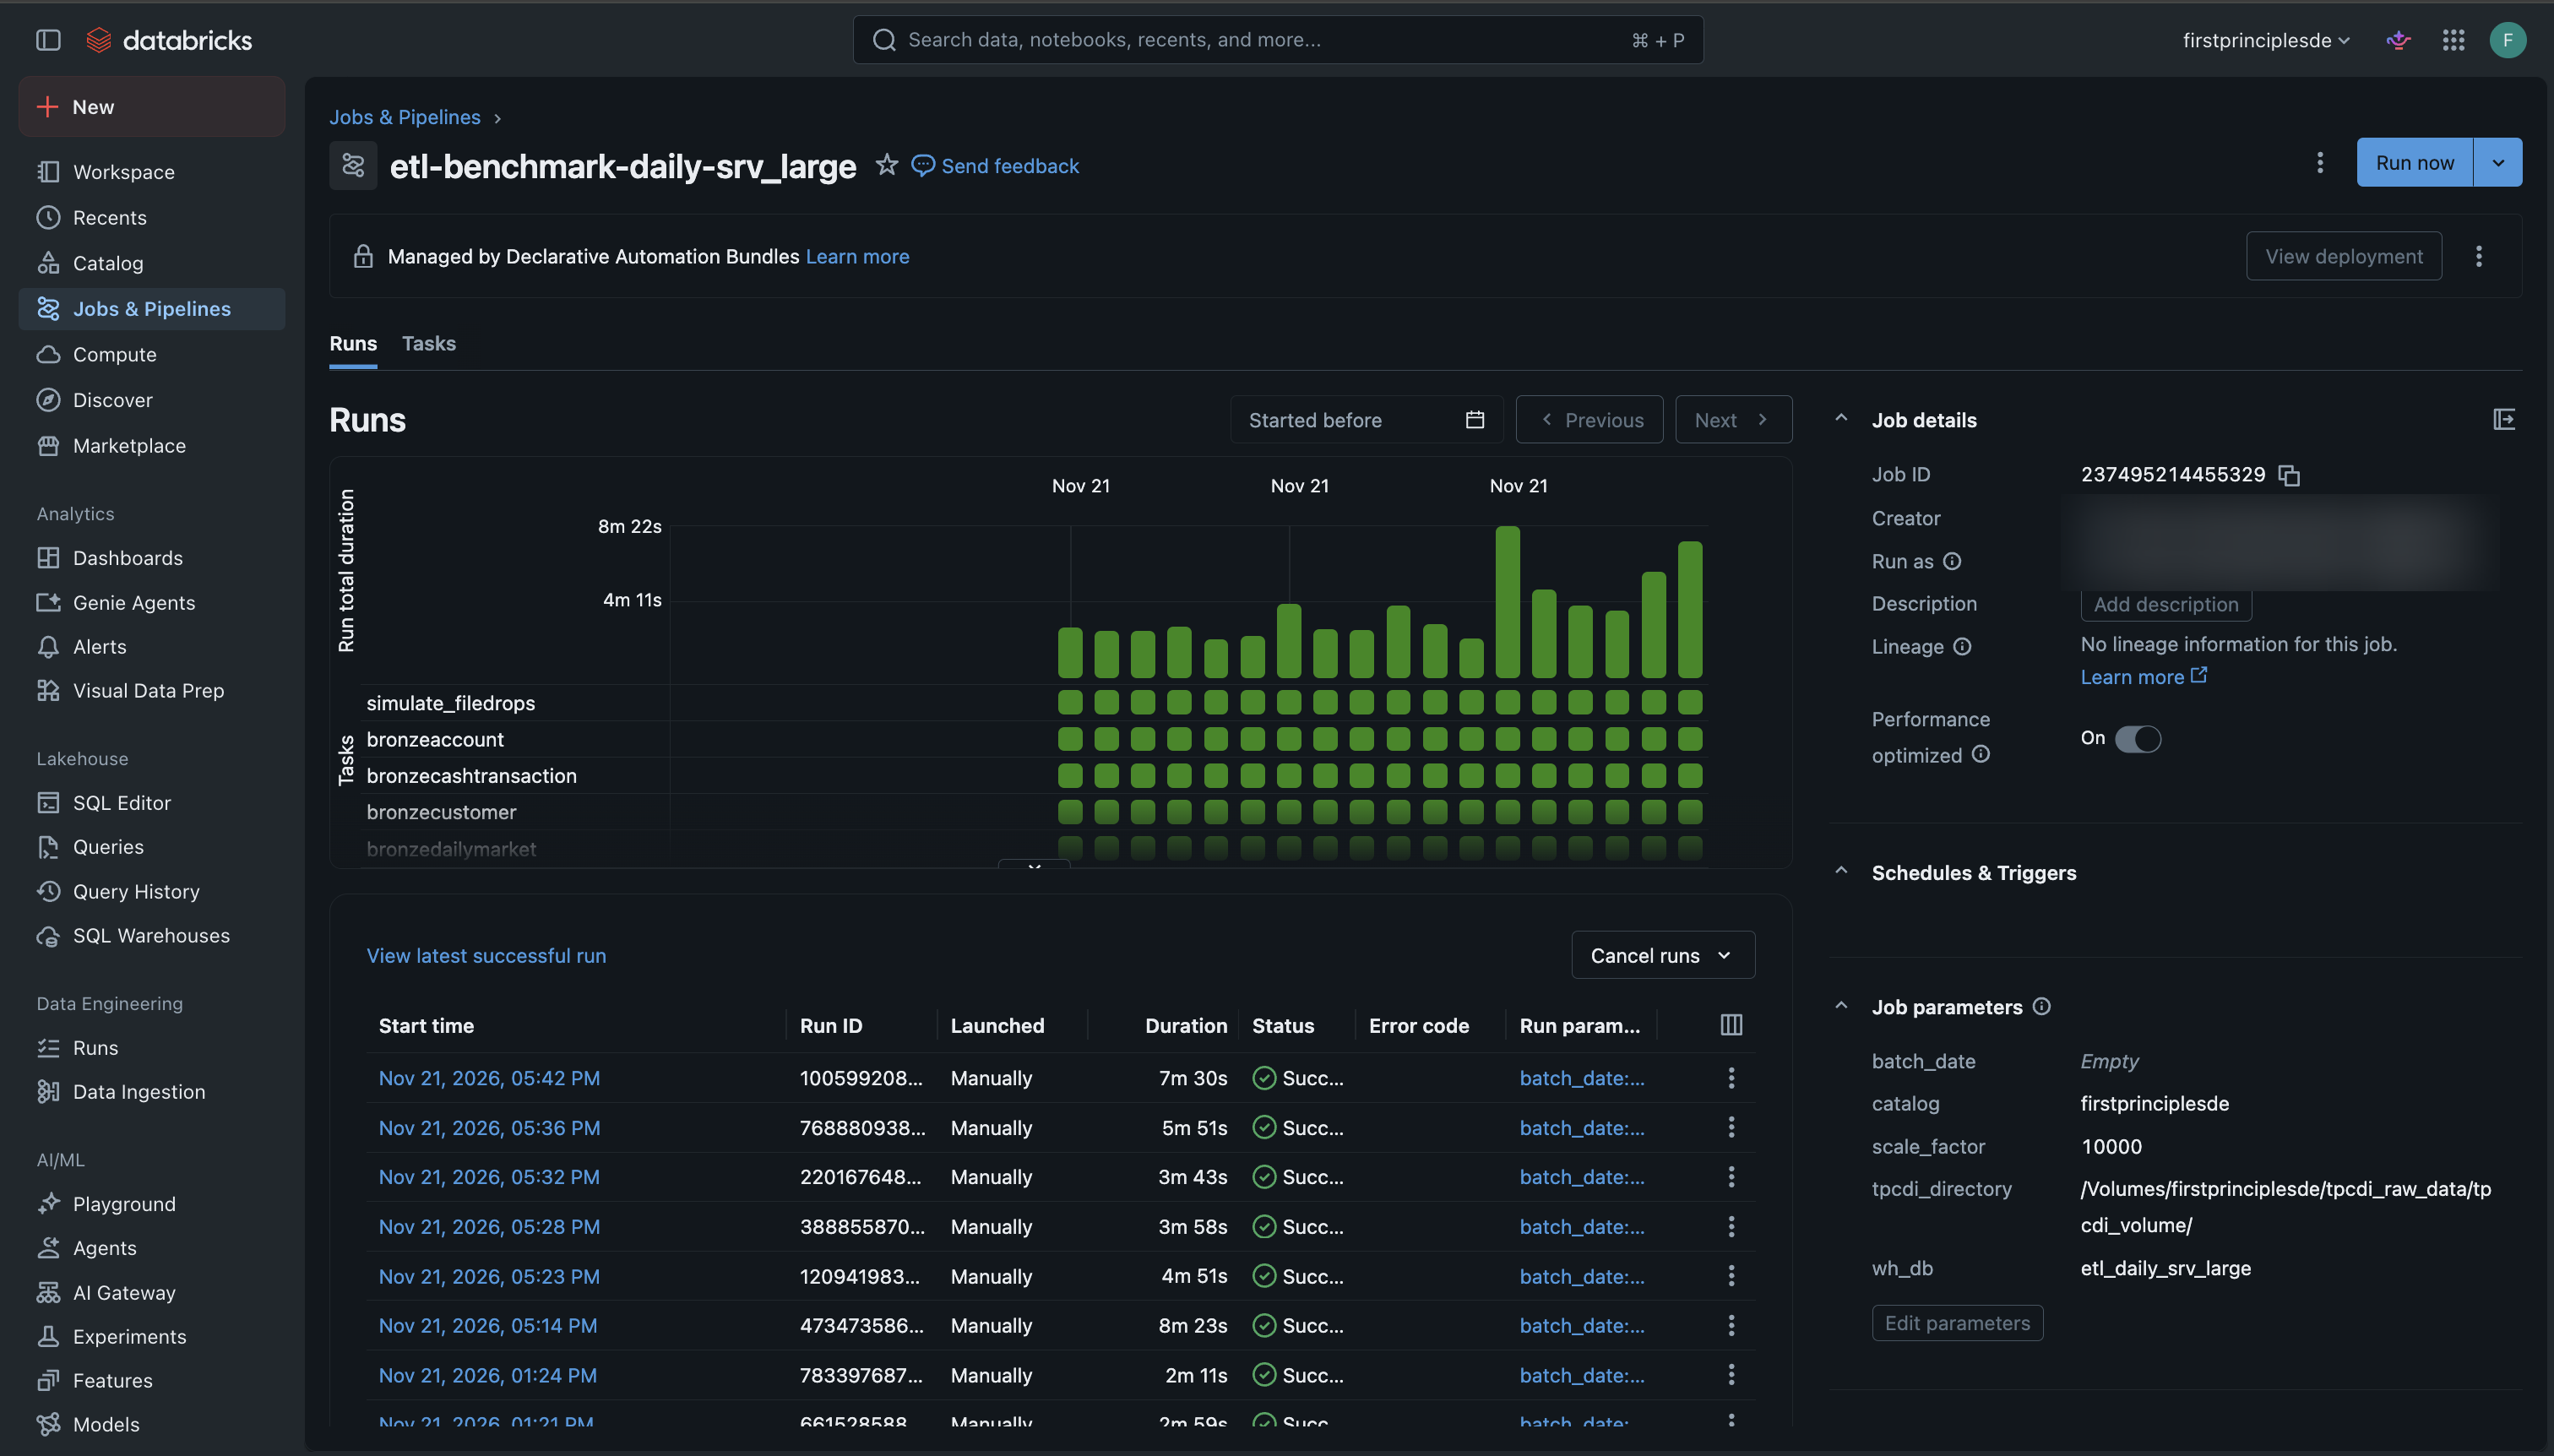 databricks
Search data, notebooks, recents, and more...
⌘ + P
firstprinciplesde
F
New
Workspace
Recents
Catalog
Jobs & Pipelines
Compute
Discover
Marketplace
Analytics
Dashboards
Genie Agents
Alerts
Visual Data Prep
Lakehouse
SQL Editor
Queries
Query History
SQL Warehouses
Data Engineering
Runs
Data Ingestion
AI/ML
Playground
Agents
AI Gateway
Experiments
Features
Models
Jobs & Pipelines
etl-benchmark-daily-srv_large
Send feedback
Run now
Managed by Declarative Automation Bundles Learn more
View deployment
Runs Tasks
Runs
Started before
Previous
Next
Nov 21 Nov 21 Nov 21
Run total duration
8m 22s
4m 11s
Tasks
simulate_filedrops
bronzeaccount
bronzecashtransaction
bronzecustomer
bronzedailymarket
View latest successful run
Cancel runs
Start time Run ID Launched Duration Status Error code Run param...
Nov 21, 2026, 05:42 PM 100599208... Manually 7m 30s Succ... batch_date:...
Nov 21, 2026, 05:36 PM 768880938... Manually 5m 51s Succ... batch_date:...
Nov 21, 2026, 05:32 PM 220167648... Manually 3m 43s Succ... batch_date:...
Nov 21, 2026, 05:28 PM 388855870... Manually 3m 58s Succ... batch_date:...
Nov 21, 2026, 05:23 PM 120941983... Manually 4m 51s Succ... batch_date:...
Nov 21, 2026, 05:14 PM 473473586... Manually 8m 23s Succ... batch_date:...
Nov 21, 2026, 01:24 PM 783397687... Manually 2m 11s Succ... batch_date:...
Nov 21, 2026, 01:21 PM 661528588 Manually 2m 59s Succ batch_date:
Job details
Job ID 237495214455329
Creator
Run as
Description Add description
Lineage No lineage information for this job.
Learn more
Performance
optimized
On
Schedules & Triggers
Job parameters
batch_date Empty
catalog firstprinciplesde
scale_factor 10000
tpcdi_directory /Volumes/firstprinciplesde/tpcdi_raw_data/tp
cdi_volume/
wh_db etl_daily_srv_large
Edit parameters